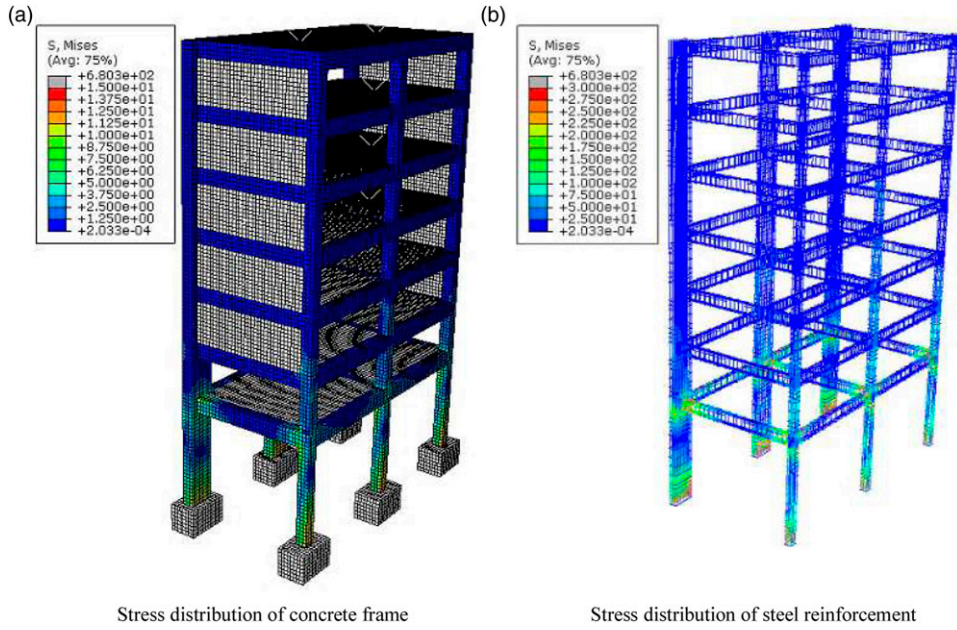 (a)
S, Mises
(Avg: 75%)
+6.803e+02
+1.500e+01
+1.375e+01
+1.250e+01
+1.125e+01
+1.000e+01
+8.750e+00
+7.500e+00
+6.250e+00
+5.000e+00
+3.750e+00
+2.500e+00
+1.250e+00
+2.033e-04
(b)
S, Mises
(Avg: 75%)
+6.803e+02
+3.000e+02
+2.750e+02
+2.500e+02
+2.250e+02
+2.000e+02
+1.750e+02
+1.500e+02
+1.250e+02
+1.000e+02
+7.500e+01
+5.000e+01
+2.500e+01
+2.033e-04
Stress distribution of concrete frame
Stress distribution of steel reinforcement